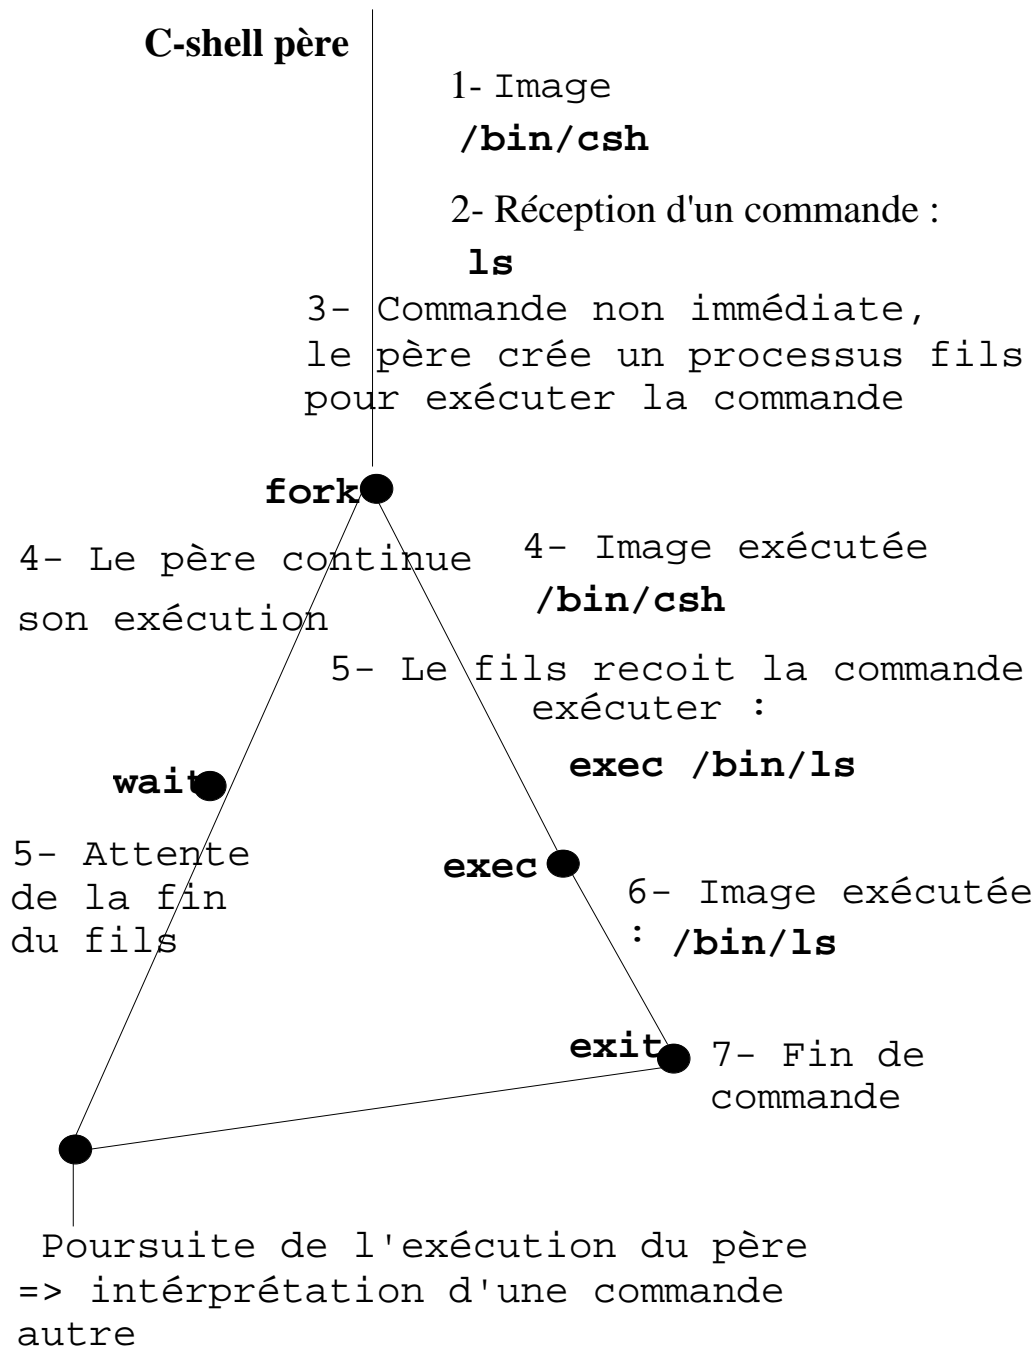 C-shell père
1- Image
/bin/csh
2- Réception d'un commande :
ls
3- Commande non immédiate,
le père crée un processus fils
pour exécuter la commande
fork
4- Le père continue
son exécution
4- Image exécutée
/bin/csh
5- Le fils recoit la commande
exécuter :
exec /bin/ls
wait
5- Attente
de la fin
du fils
exec
6- Image exécutée
: /bin/ls
exit
7- Fin de
commande
Poursuite de l'exécution du père
=> intérprétation d'une commande
autre